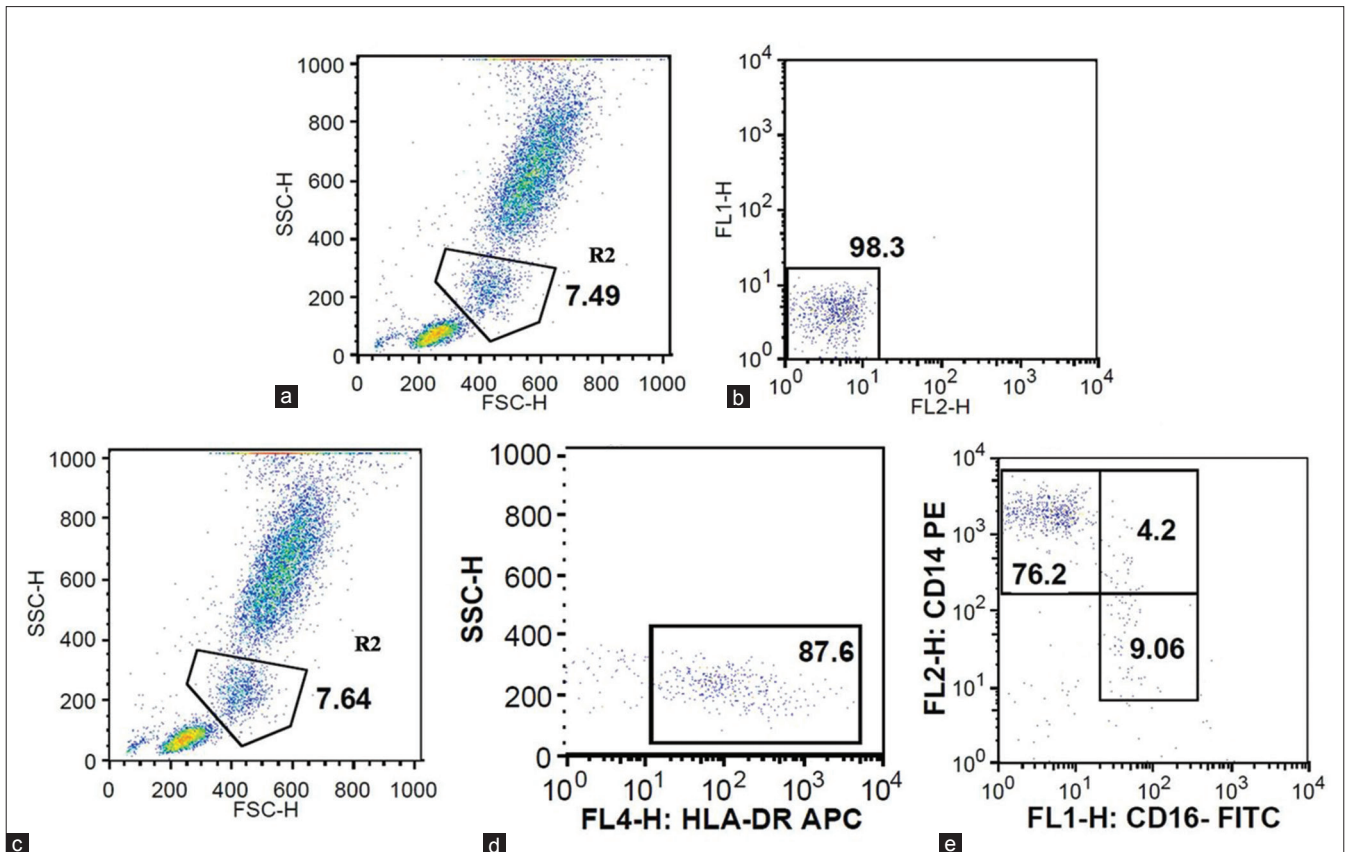 1000
800
600
400
200
0
SSC-H
R2
7.49
0 200 400 600 800 1000
FSC-H
a
10^4
10^3
10^2
10^1
10^0
FL1-H
98.3
10^0 10^1 10^2 10^3 10^4
FL2-H
b
1000
800
600
400
200
0
SSC-H
R2
7.64
0 200 400 600 800 1000
FSC-H
c
1000
800
600
400
200
0
SSC-H
87.6
10^0 10^1 10^2 10^3 10^4
FL4-H: HLA-DR APC
d
10^4
10^3
10^2
10^1
10^0
FL2-H: CD14 PE
4.2
76.2
9.06
10^0 10^1 10^2 10^3 10^4
FL1-H: CD16- FITC
e